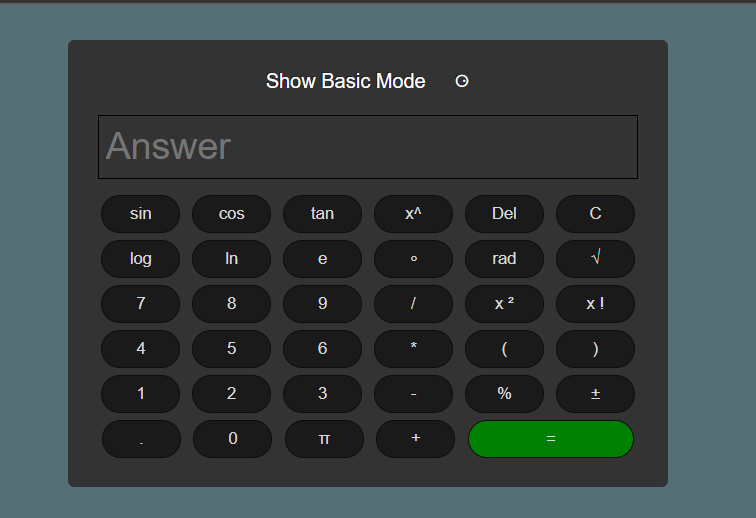 Show Basic Mode
Answer
sin cos tan x^ Del C
log ln e ∘ rad √
7 8 9 / x ² x !
4 5 6 * ( )
1 2 3 - % ±
. 0 π + =